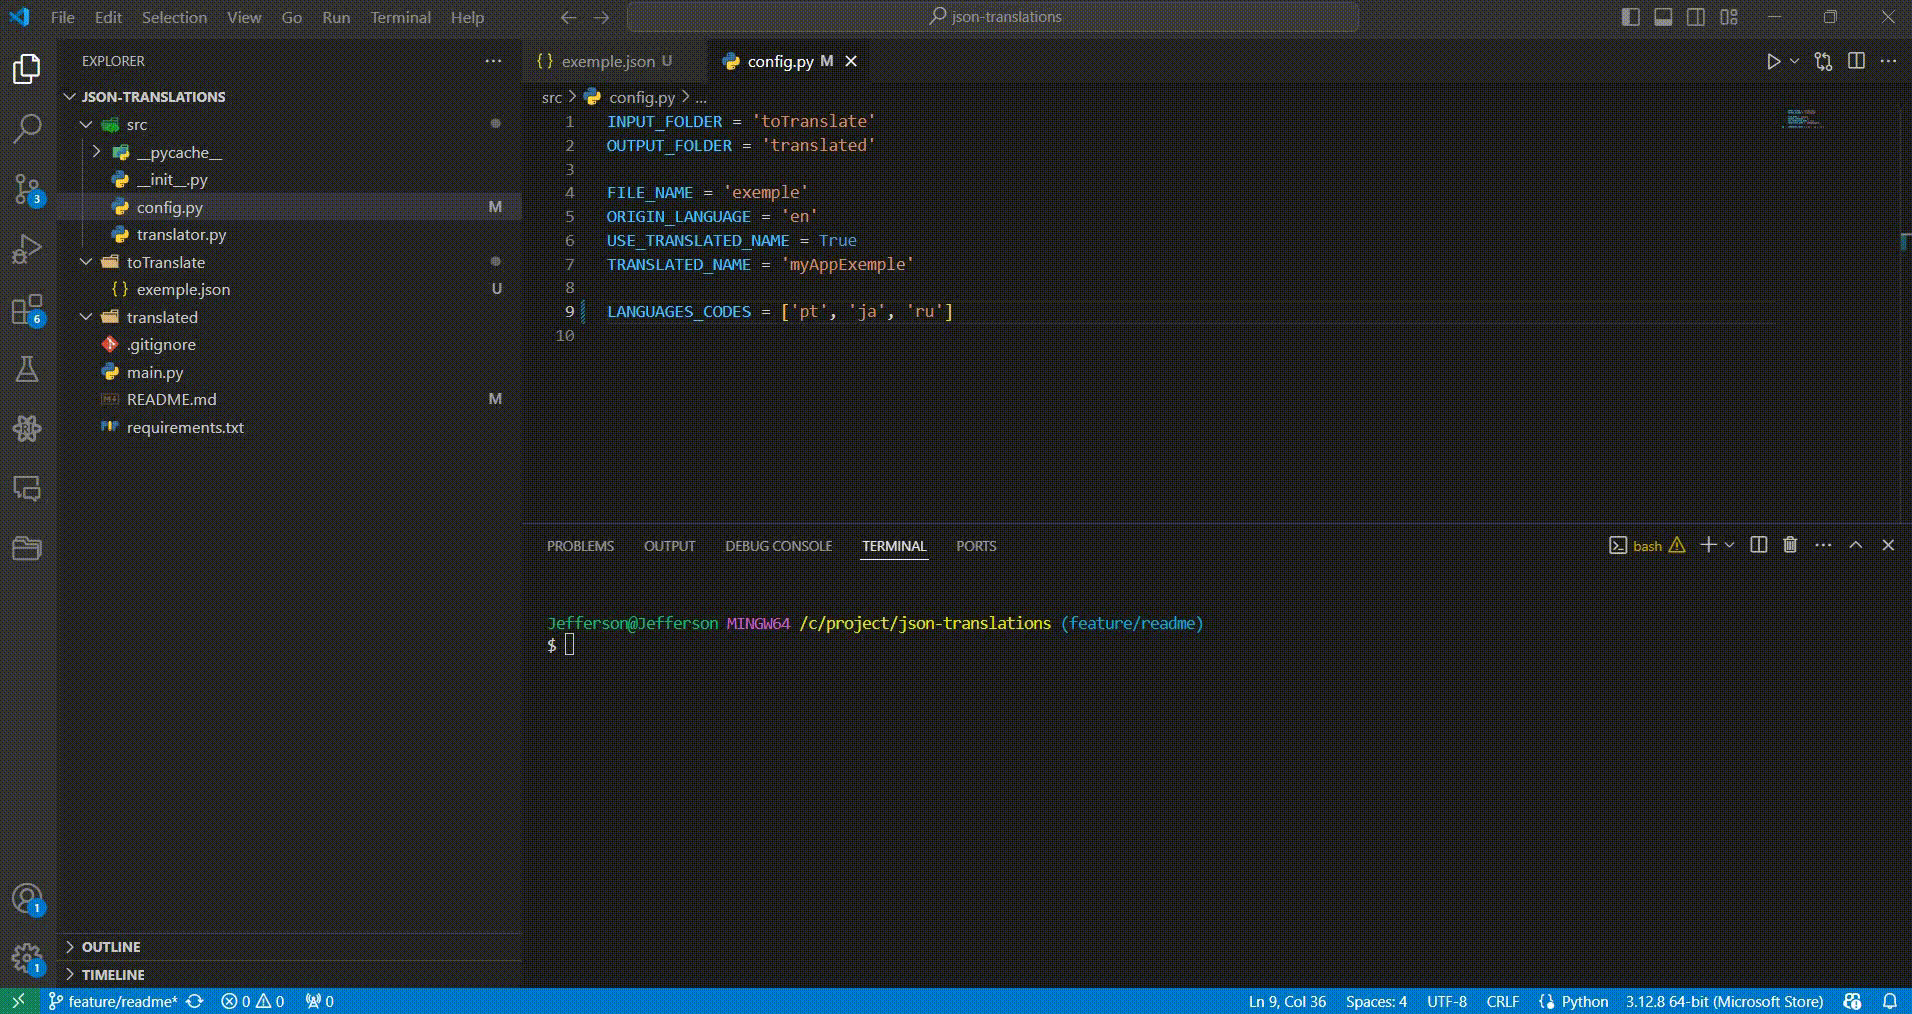 File Edit Selection View Go Run Terminal Help
json-translations
EXPLORER
JSON-TRANSLATIONS
src
__pycache__
__init__.py
config.py M
translator.py
toTranslate
{} exemple.json U
translated
.gitignore
main.py
README.md M
requirements.txt
OUTLINE
TIMELINE
3
6
1
1
{} exemple.json U
config.py M
src > config.py > ...
1 INPUT_FOLDER = 'toTranslate'
2 OUTPUT_FOLDER = 'translated'
3
4 FILE_NAME = 'exemple'
5 ORIGIN_LANGUAGE = 'en'
6 USE_TRANSLATED_NAME = True
7 TRANSLATED_NAME = 'myAppExemple'
8
9 LANGUAGES_CODES = ['pt', 'ja', 'ru']
10
PROBLEMS OUTPUT DEBUG CONSOLE TERMINAL PORTS
bash
Jefferson@Jefferson MINGW64 /c/project/json-translations (feature/readme)
$
feature/readme* 0 0 0
Ln 9, Col 36 Spaces: 4 UTF-8 CRLF Python 3.12.8 64-bit (Microsoft Store)